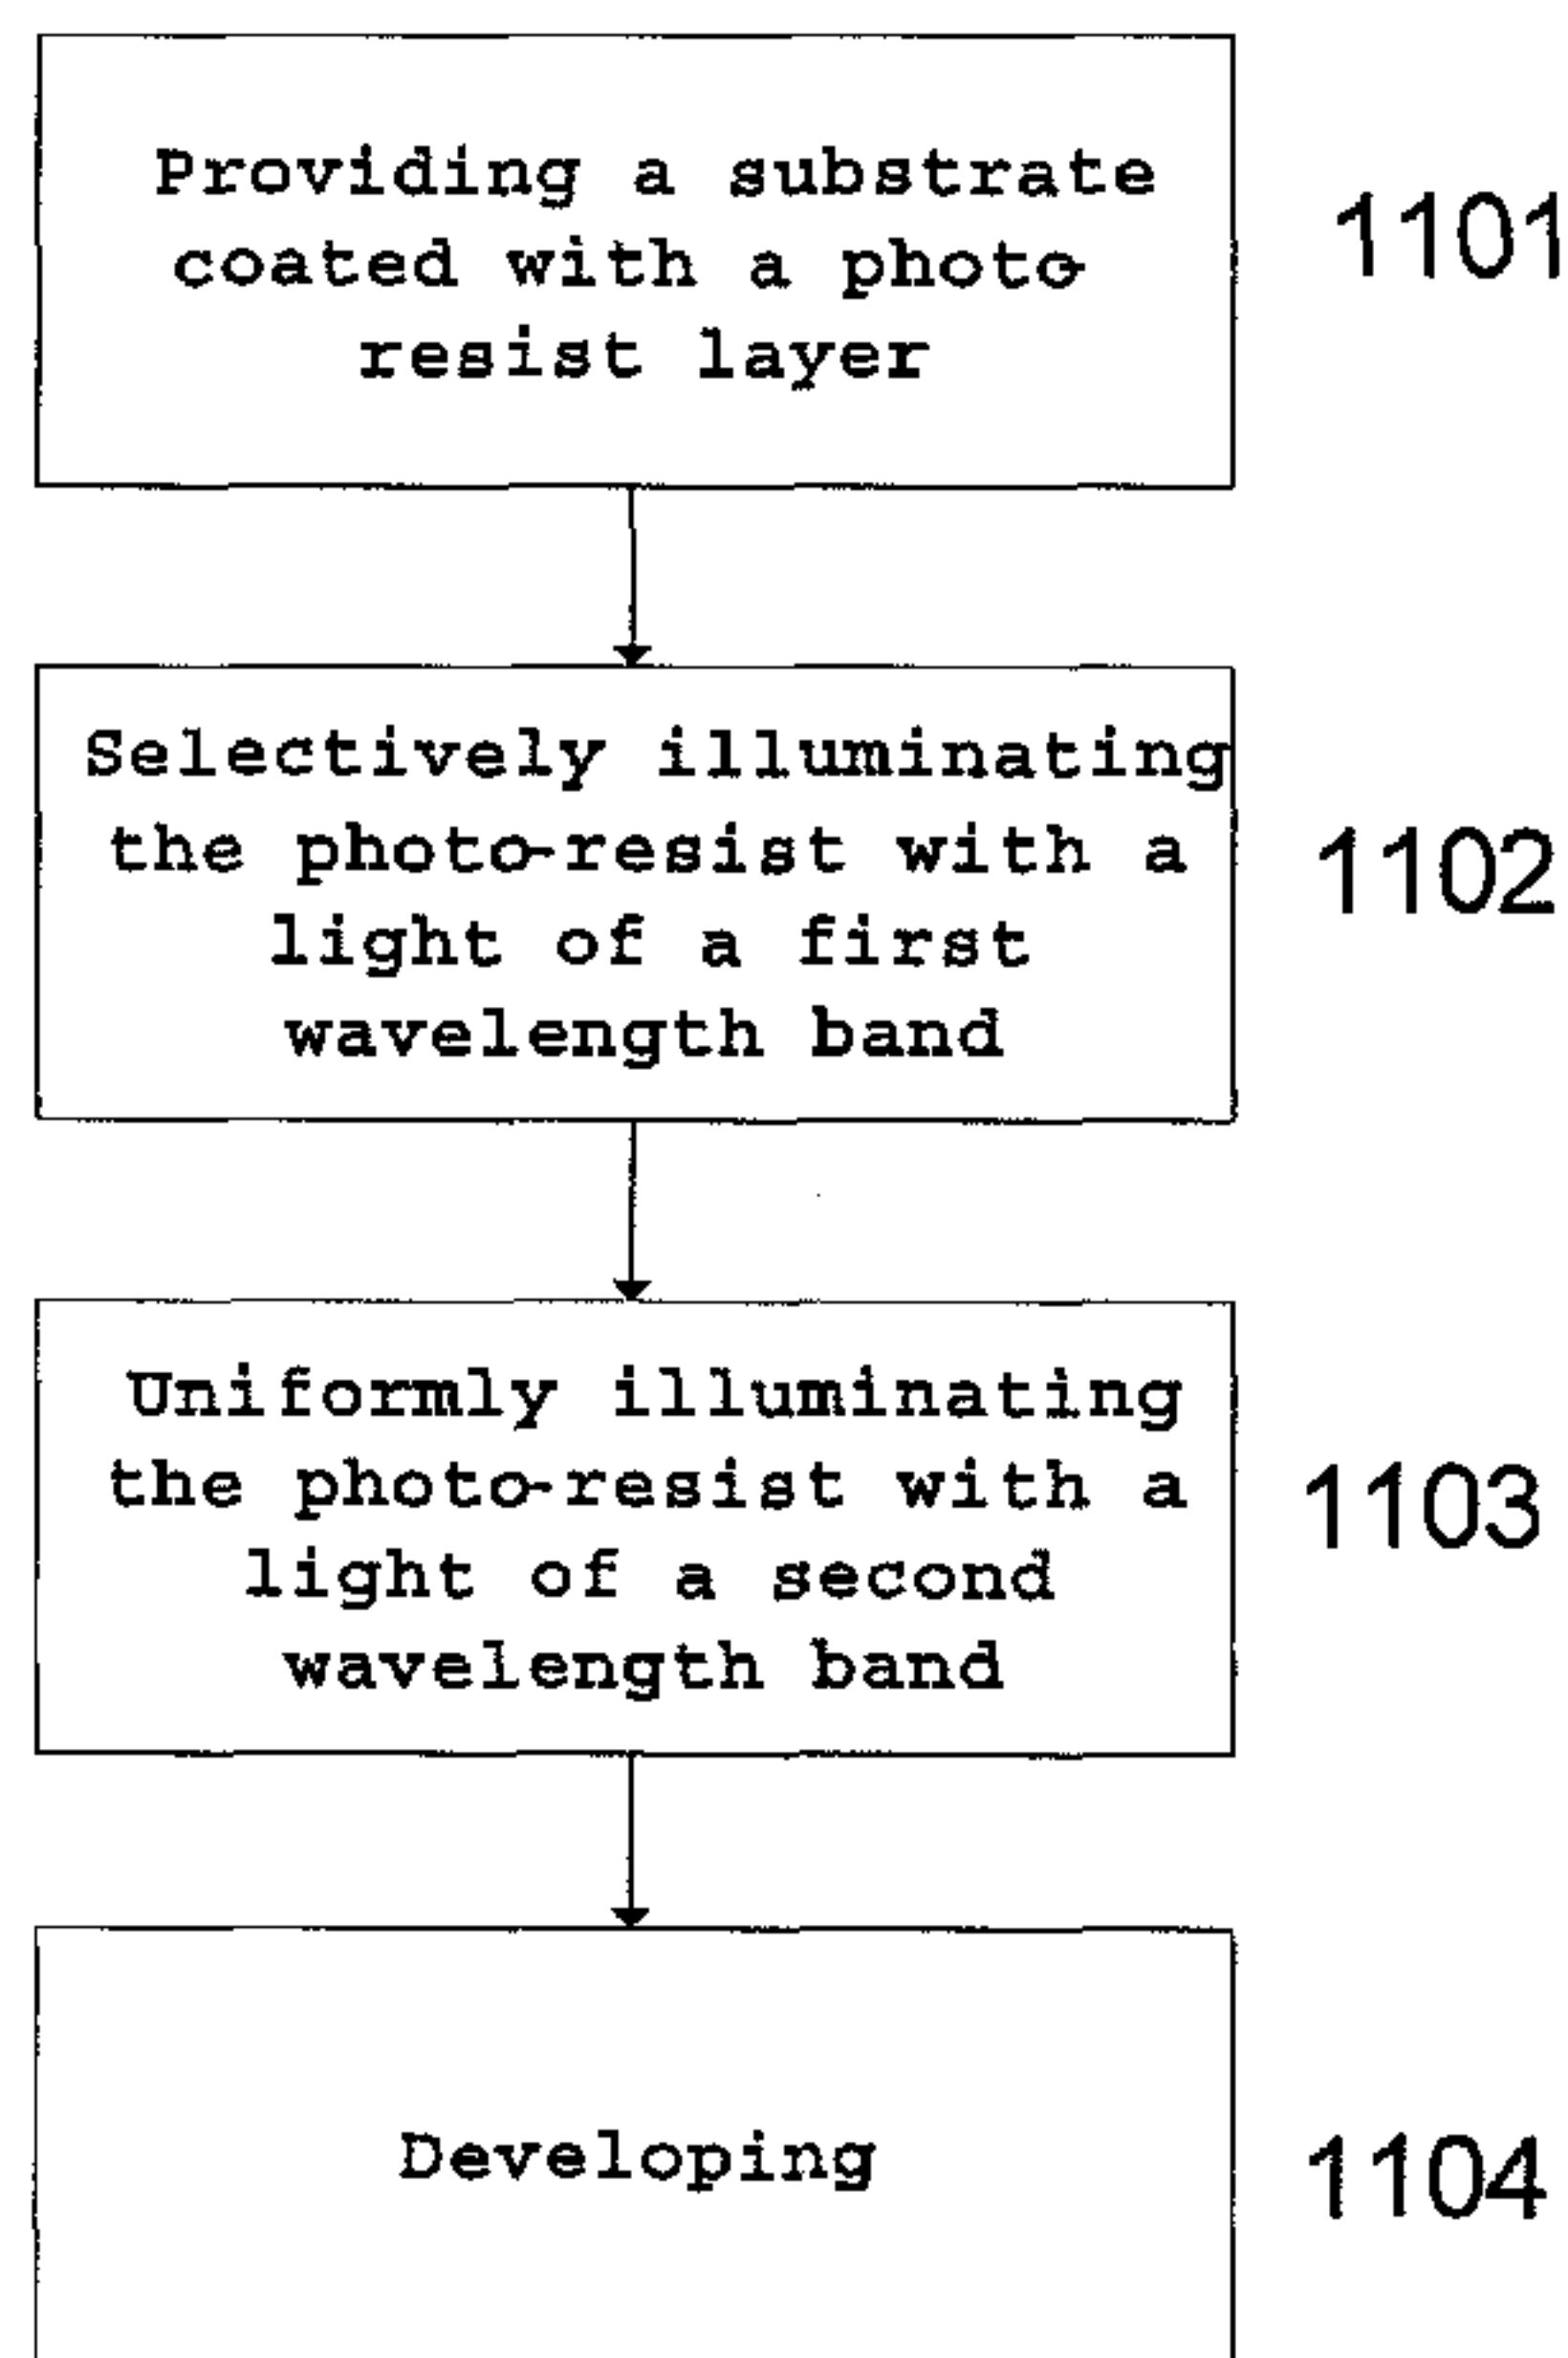 Providing a substrate
coated with a photo-
resist layer
1101
Selectively illuminating
the photo-resist with a
light of a first
wavelength band
1102
Uniformly illuminating
the photo-resist with a
light of a second
wavelength band
1103
Developing
1104